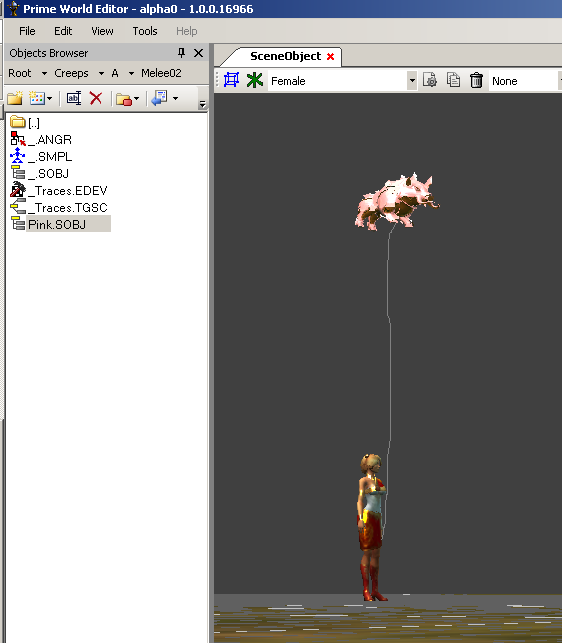 Prime World Editor - alpha0 - 1.0.0.16966
File Edit View Tools Help
Objects Browser
SceneObject
Root Creeps A Melee02
Female
None
ab
[..]
_.ANGR
_.SMPL
_.SOBJ
_Traces.EDEV
_Traces.TGSC
Pink.SOBJ